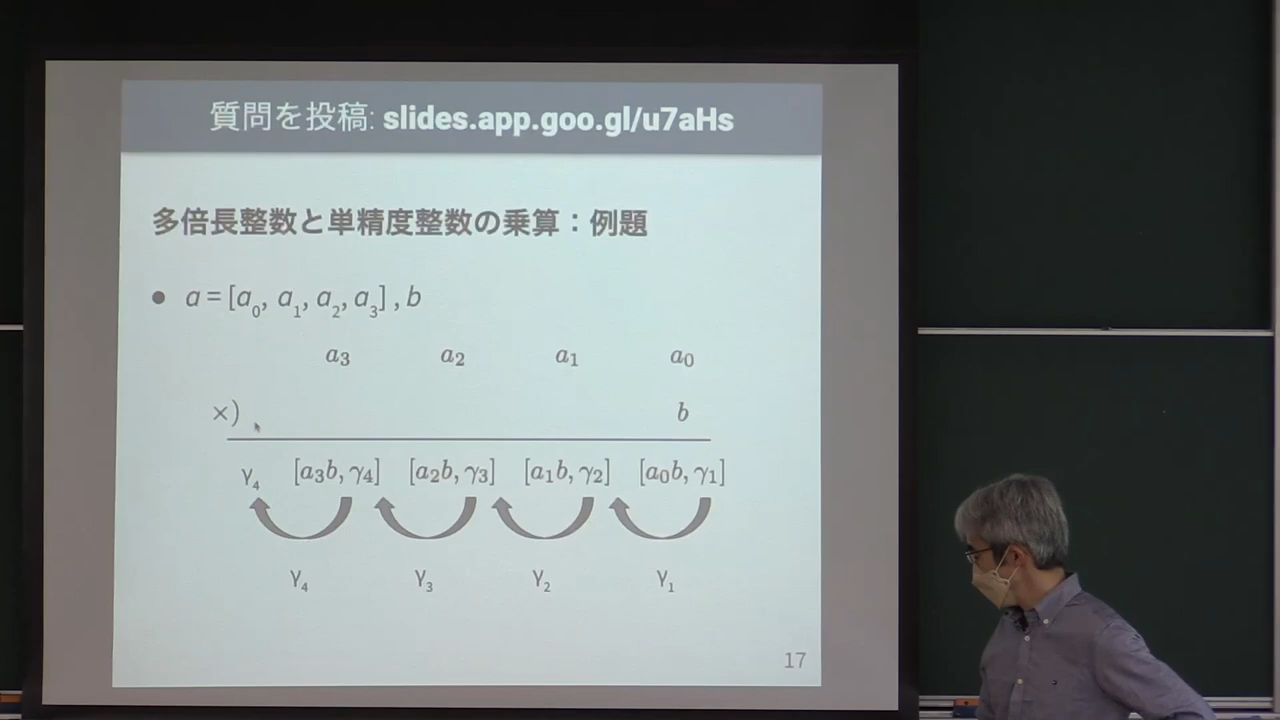 質問を投稿: slides.app.goo.gl/u7aHs
多倍長整数と単精度整数の乗算：例題
● a = [a₀, a₁, a₂, a₃] , b
a₃ a₂ a₁ a₀
×) b
γ₄ [a₃b, γ₄] [a₂b, γ₃] [a₁b, γ₂] [a₀b, γ₁]
γ₄ γ₃ γ₂ γ₁
17